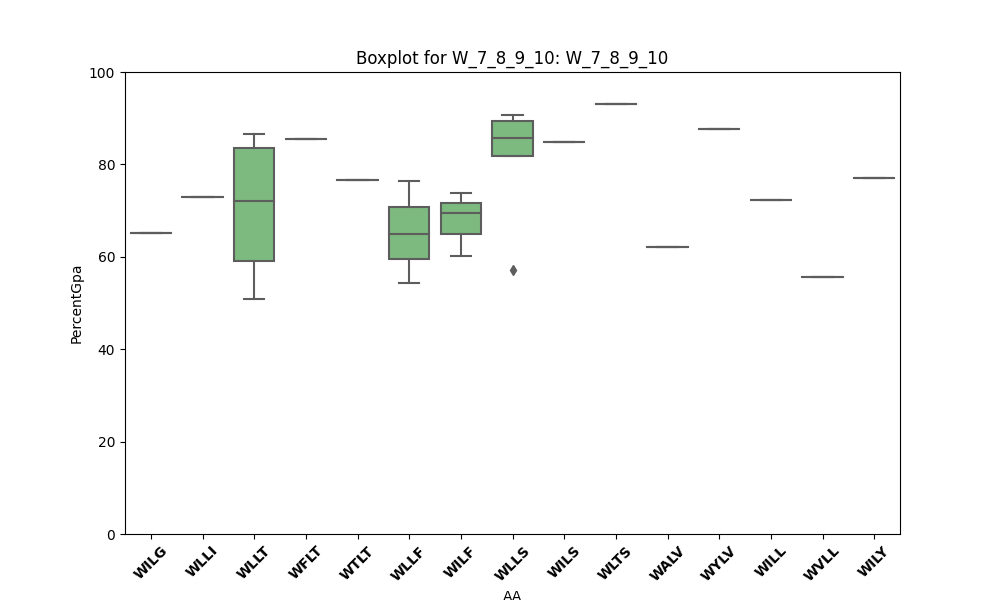 Boxplot for W_7_8_9_10: W_7_8_9_10
100
80
60
40
20
0
PercentGpa
WILG WLLI WLLT WFLT WTLT WLLF WILF WLLS WILS WLTS WALV WYLV WILL WVLL WILY
AA